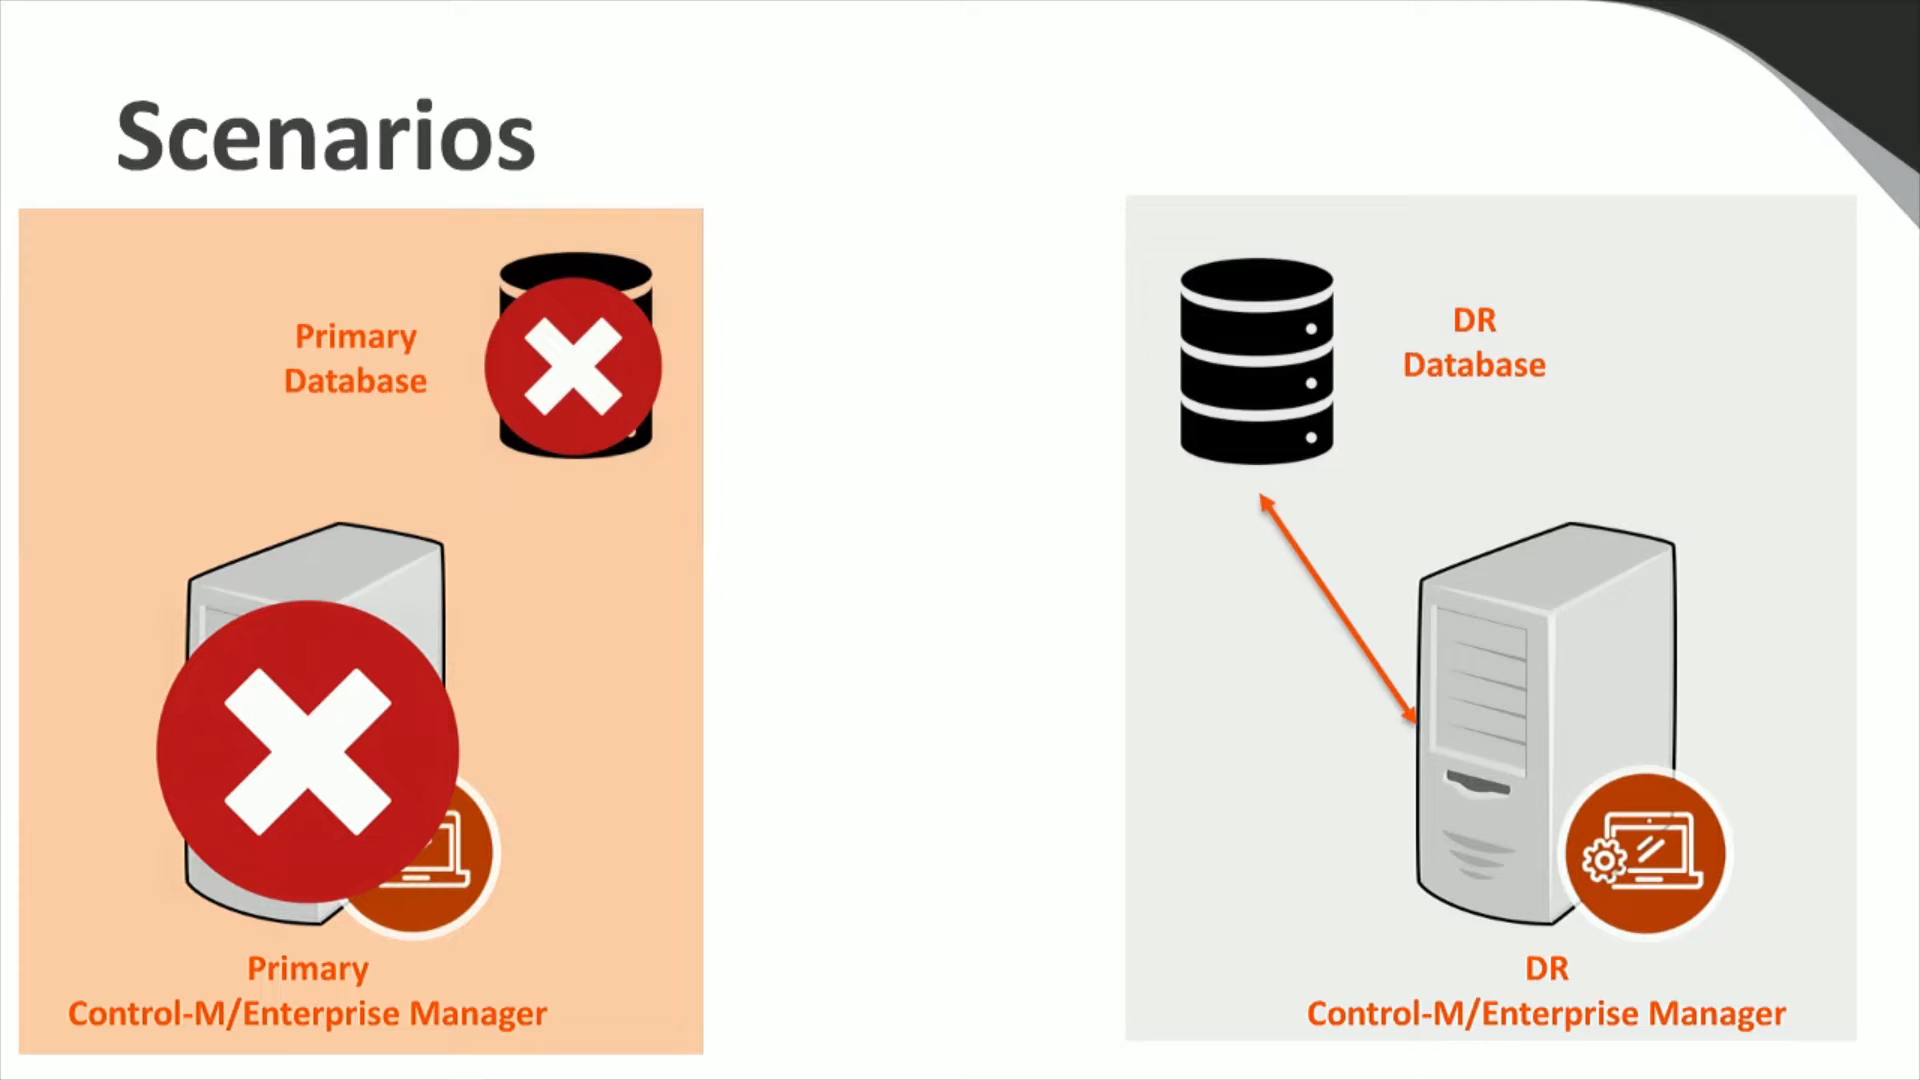 Scenarios
Primary
Database
DR
Database
Primary
Control-M/Enterprise Manager
DR
Control-M/Enterprise Manager